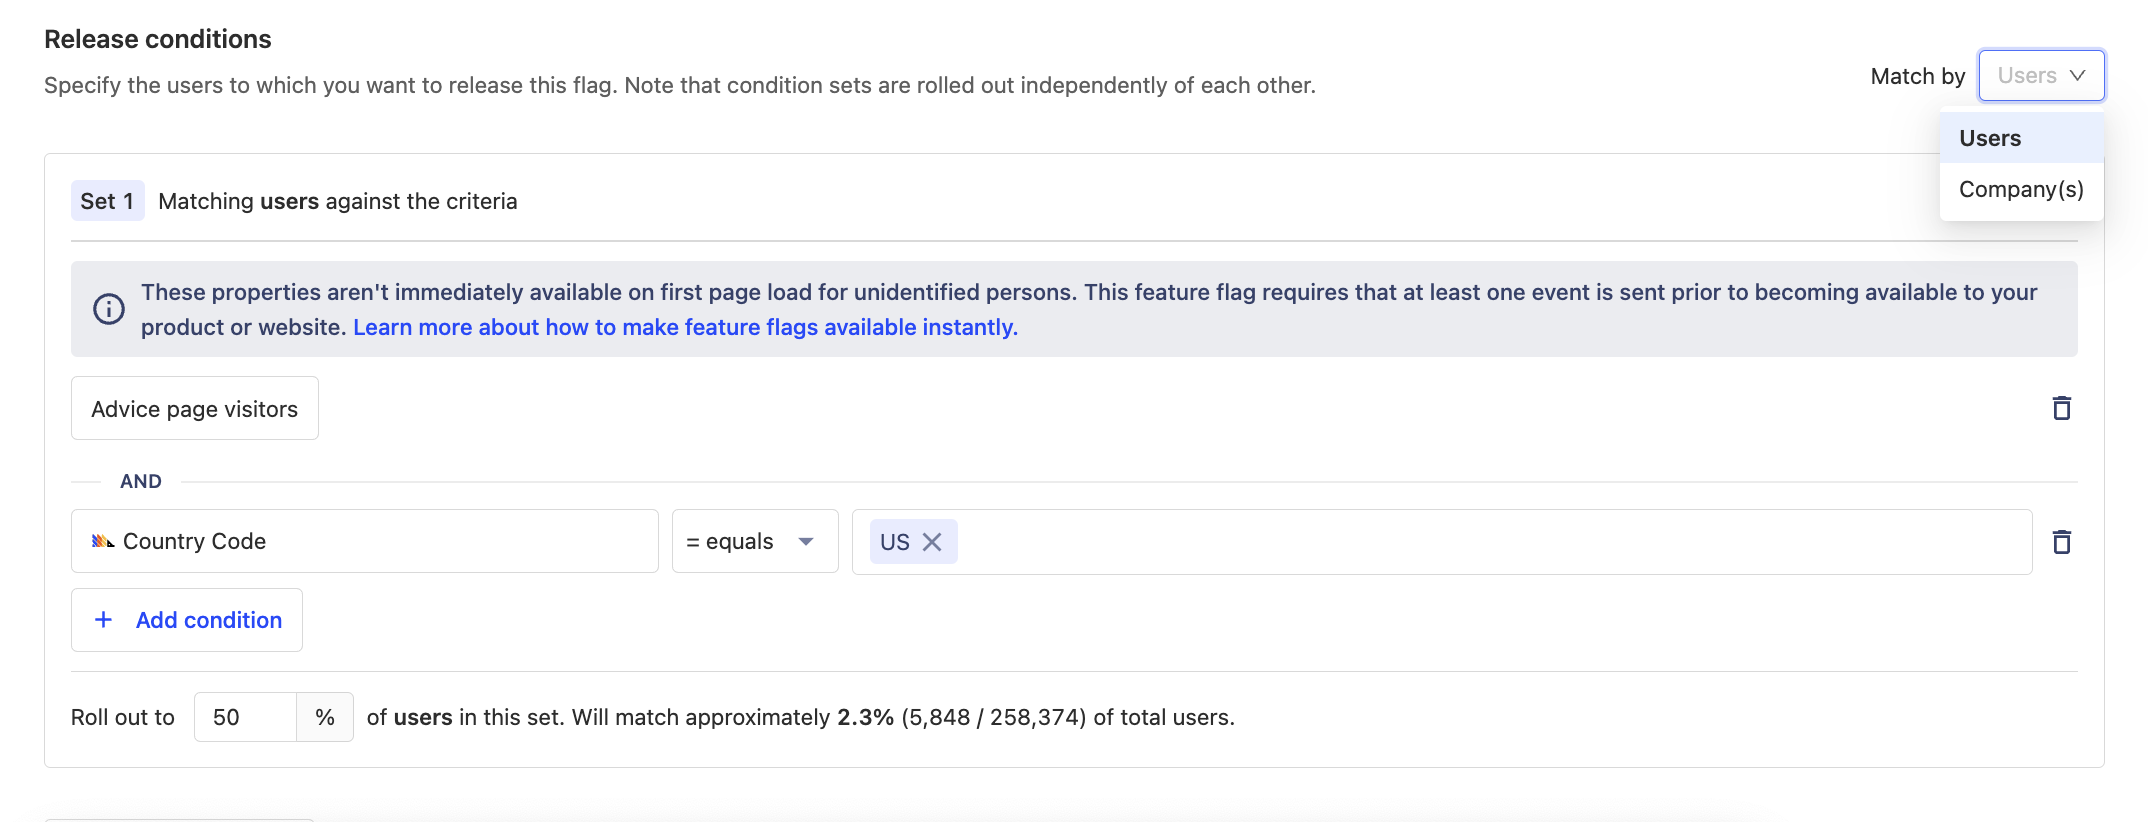 Release conditions
Specify the users to which you want to release this flag. Note that condition sets are rolled out independently of each other.
Match by Users
Users
Company(s)
Set 1 Matching users against the criteria
These properties aren't immediately available on first page load for unidentified persons. This feature flag requires that at least one event is sent prior to becoming available to your
product or website. Learn more about how to make feature flags available instantly.
Advice page visitors
AND
Country Code = equals US
+ Add condition
Roll out to 50 % of users in this set. Will match approximately 2.3% (5,848 / 258,374) of total users.